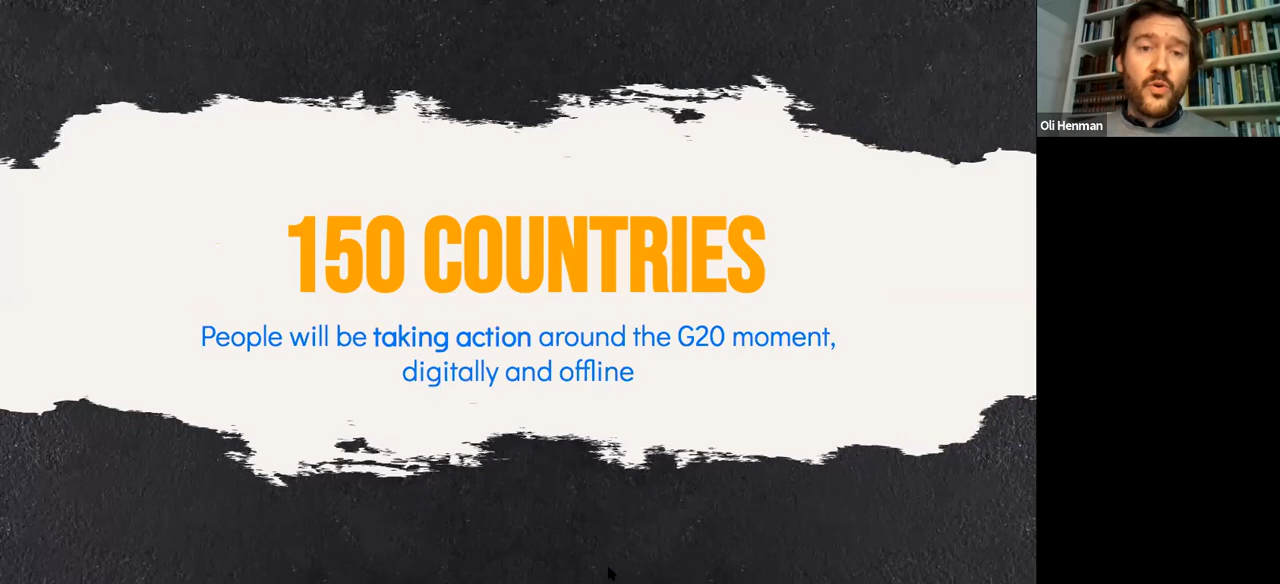 150 COUNTRIES
People will be taking action around the G20 moment,
digitally and offline
Oli Henman